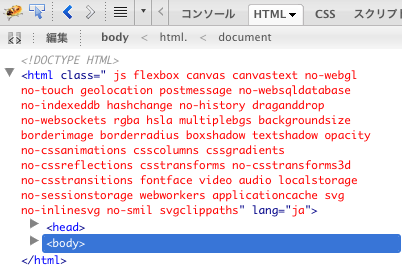 コンソール HTML CSS スクリプト
編集 body < html. < document
<!DOCTYPE HTML>
<html class=" js flexbox canvas canvastext no-webgl
no-touch geolocation postmessage no-websqldatabase
no-indexeddb hashchange no-history draganddrop
no-websockets rgba hsla multiplebgs backgroundsize
borderimage borderradius boxshadow textshadow opacity
no-cssanimations csscolumns cssgradients
no-cssreflections csstransforms no-csstransforms3d
no-csstransitions fontface video audio localstorage
no-sessionstorage webworkers applicationcache svg
no-inlinesvg no-smil svgclippaths" lang="ja">
<head>
<body>
</html>